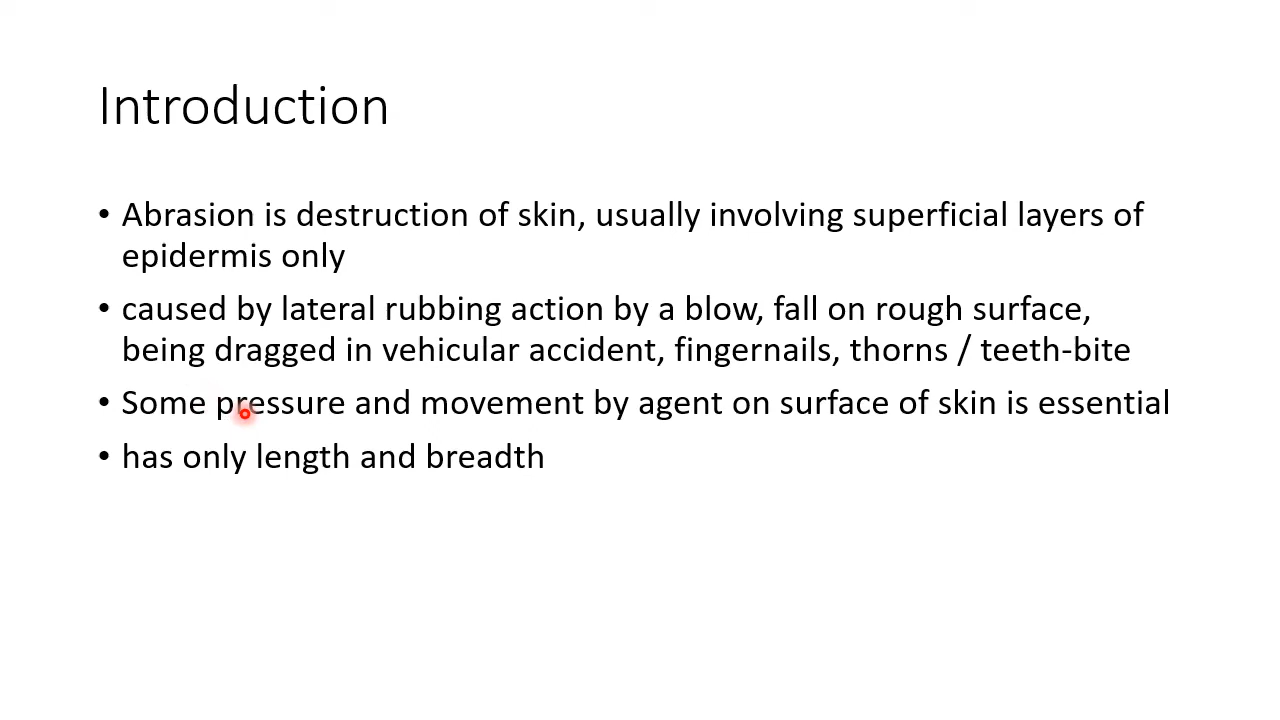 Introduction
• Abrasion is destruction of skin, usually involving superficial layers of
epidermis only
• caused by lateral rubbing action by a blow, fall on rough surface,
being dragged in vehicular accident, fingernails, thorns / teeth-bite
• Some pressure and movement by agent on surface of skin is essential
• has only length and breadth